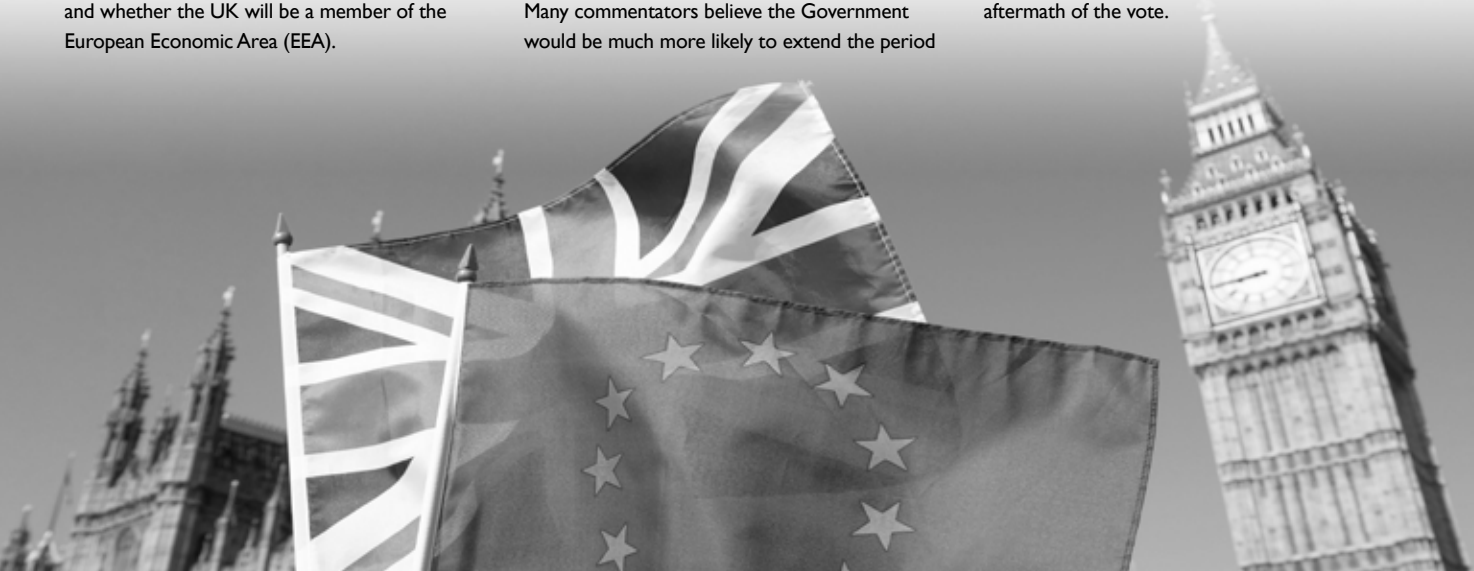 and whether the UK will be a member of the
European Economic Area (EEA).
Many commentators believe the Government
would be much more likely to extend the period
aftermath of the vote.